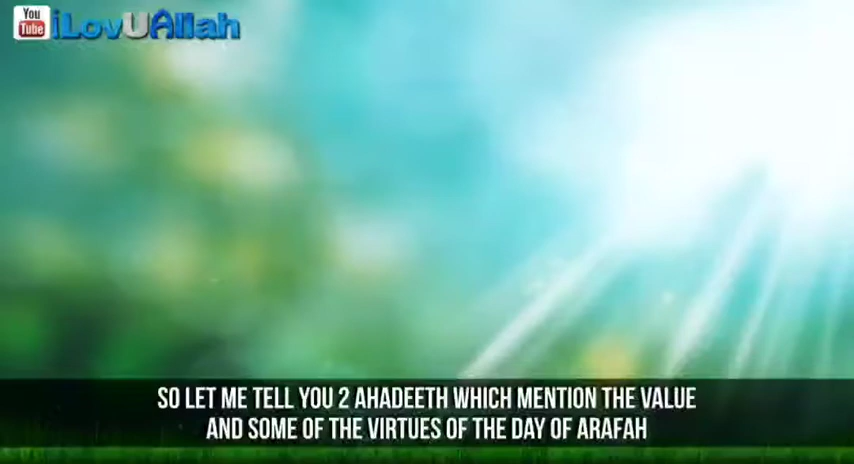 You
Tube iLovUAllah
SO LET ME TELL YOU 2 AHADEETH WHICH MENTION THE VALUE
AND SOME OF THE VIRTUES OF THE DAY OF ARAFAH